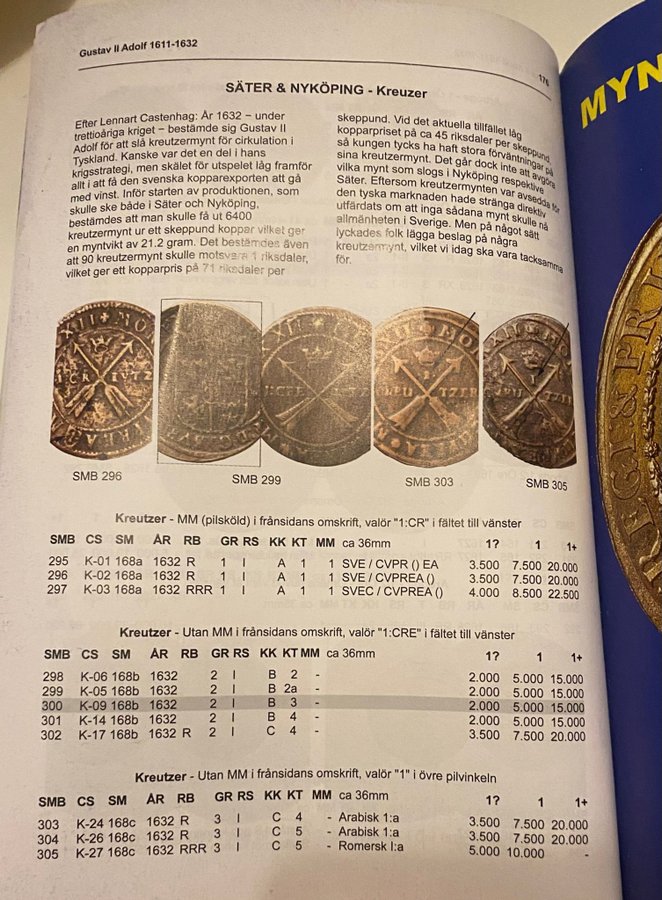 Gustav II Adolf 1611-1632
176
SÄTER & NYKÖPING - Kreuzer
Efter Lennart Castenhag: År 1632 – under
trettioåriga kriget – bestämde sig Gustav II
Adolf för att slå kreutzermynt för cirkulation i
Tyskland. Kanske var det en del i hans
krigsstrategi, men skälet för utspelet låg framför
allt i att få den svenska kopparexporten att gå
med vinst. Inför starten av produktionen, som
skulle ske både i Säter och Nyköping,
bestämdes att man skulle få ut 6400
kreutzermynt ur ett skeppund koppar vilket ger
en myntvikt av 21.2 gram. Det bestämdes även
att 90 kreutzermynt skulle motsvara 1 riksdaler,
vilket ger ett kopparpris på 71 riksdaler per
skeppund. Vid det aktuella tillfället låg
kopparpriset på ca 45 riksdaler per skeppund
så kungen tycks ha haft stora förväntningar på
sina kreutzermynt. Det går dock inte att avgöra
vilka mynt som slogs i Nyköping respektive
Säter. Eftersom kreutzermynten var avsedda för
den tyska marknaden hade sträng direktiv
utfärdats om att inga sådana mynt skulle nå
allmänheten i Sverige. Men på något sätt
lyckades folk lägga beslag på några
kreutzermynt, vilket vi idag ska vara tacksamma
för.
SMB 296
SMB 299
SMB 303
SMB 305
Kreutzer - MM (pilsköld) i frånsidans omskrift, valör "1:CR" i fältet till vänster
SMB CS SM ÅR RB GR RS KK KT MM ca 36mm 1? 1 1+
295 K-01 168a 1632 R 1 I A 1 1 SVE / CVPR () EA 3.500 7.500 20.000
296 K-02 168a 1632 R 1 I A 1 1 SVE / CVPREA () 3.500 7.500 20.000
297 K-03 168a 1632 RRR 1 I A 1 1 SVEC / CVPREA () 4.000 8.500 22.500
Kreutzer - Utan MM i frånsidans omskrift, valör "1:CRE" i fältet till vänster
SMB CS SM ÅR RB GR RS KK KT MM ca 36mm 1? 1 1+
298 K-06 168b 1632 2 I B 2 - 2.000 5.000 15.000
299 K-05 168b 1632 2 I B 2a - 2.000 5.000 15.000
300 K-09 168b 1632 2 I B 3 - 2.000 5.000 15.000
301 K-14 168b 1632 2 I B 4 - 2.000 5.000 15.000
302 K-17 168b 1632 R 2 I C 4 - 3.500 7.500 20.000
Kreutzer - Utan MM i frånsidans omskrift, valör "1" i övre pilvinkeln
SMB CS SM ÅR RB GR RS KK KT MM ca 36mm 1? 1 1+
303 K-24 168c 1632 R 3 I C 4 - Arabisk 1:a 3.500 7.500 20.000
304 K-26 168c 1632 R 3 I C 5 - Arabisk 1:a 3.500 7.500 20.000
305 K-27 168c 1632 RRR 3 I C 5 - Romersk I:a 5.000 10.000 -
MYN